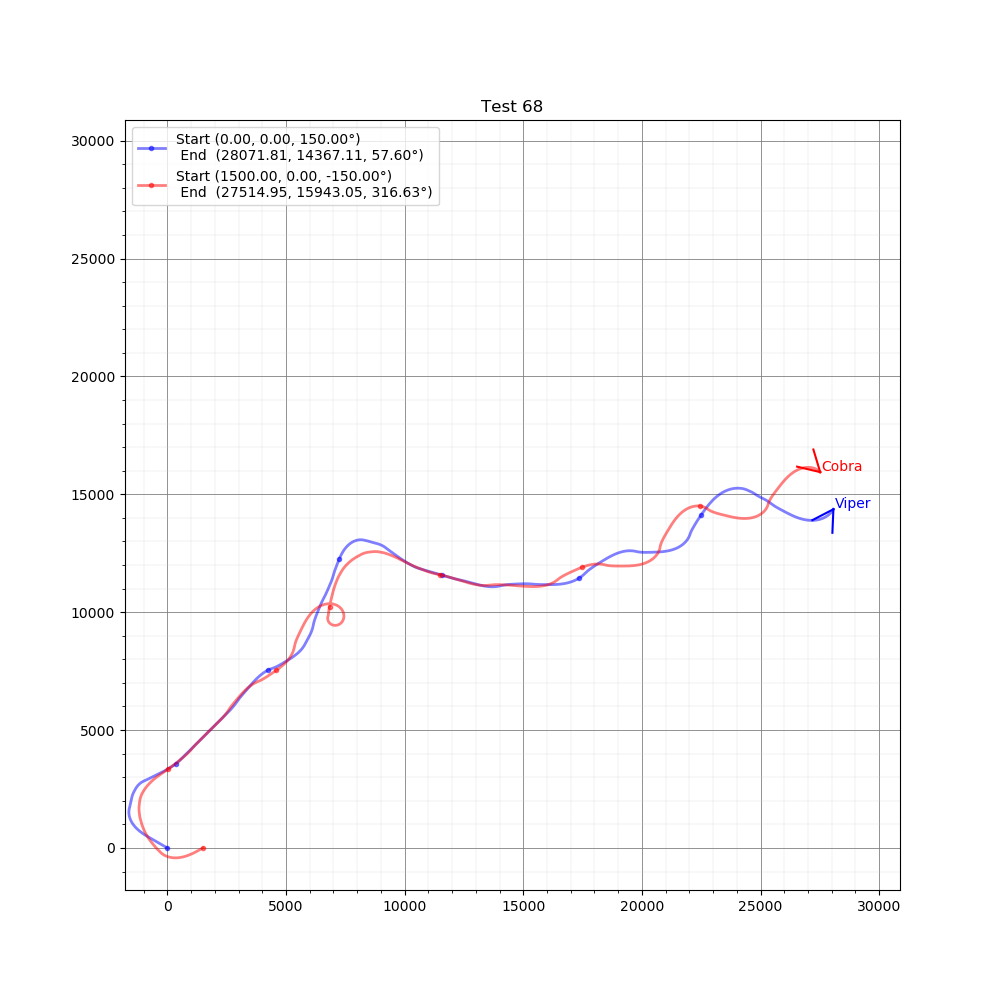 Test 68
Start (0.00, 0.00, 150.00°)
End  (28071.81, 14367.11, 57.60°)
Start (1500.00, 0.00, -150.00°)
End  (27514.95, 15943.05, 316.63°)
30000
25000
20000
15000
10000
5000
0
Cobra
Viper
0 5000 10000 15000 20000 25000 30000